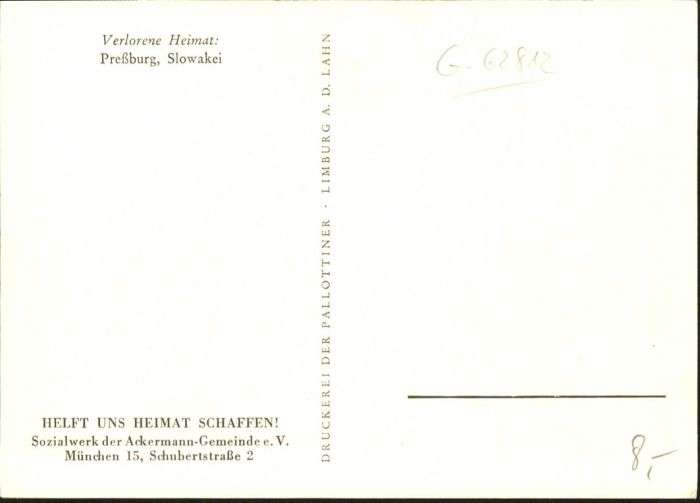 Verlorene Heimat:
Preßburg, Slowakei
DRUCKEREI DER PALLOTTINER · LIMBURG A. D. LAHN
G-62812
HELFT UNS HEIMAT SCHAFFEN!
Sozialwerk der Ackermann-Gemeinde e. V.
München 15, Schubertstraße 2
8,-